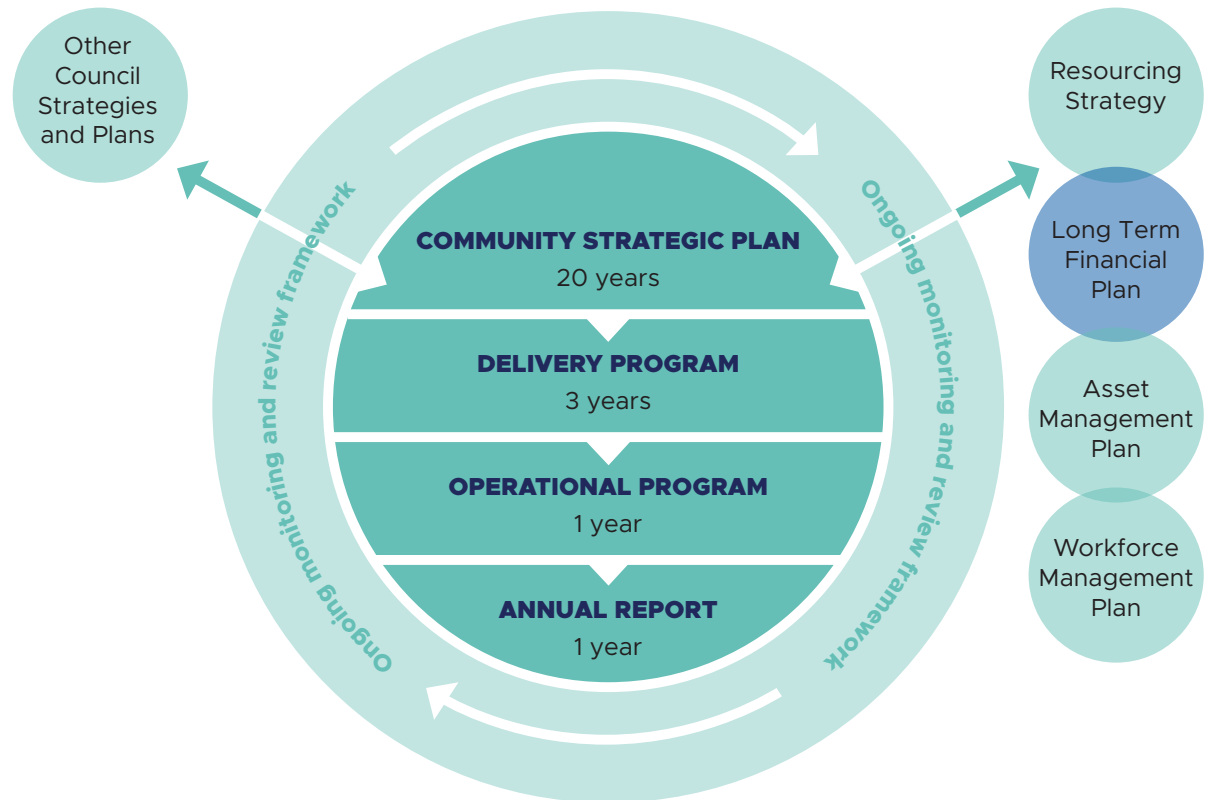 Other
Council
Strategies
and Plans
Resourcing
Strategy
Long Term
Financial
Plan
Asset
Management
Plan
Workforce
Management
Plan
Ongoing monitoring and review framework
Ongoing monitoring and review framework
COMMUNITY STRATEGIC PLAN
20 years
DELIVERY PROGRAM
3 years
OPERATIONAL PROGRAM
1 year
ANNUAL REPORT
1 year